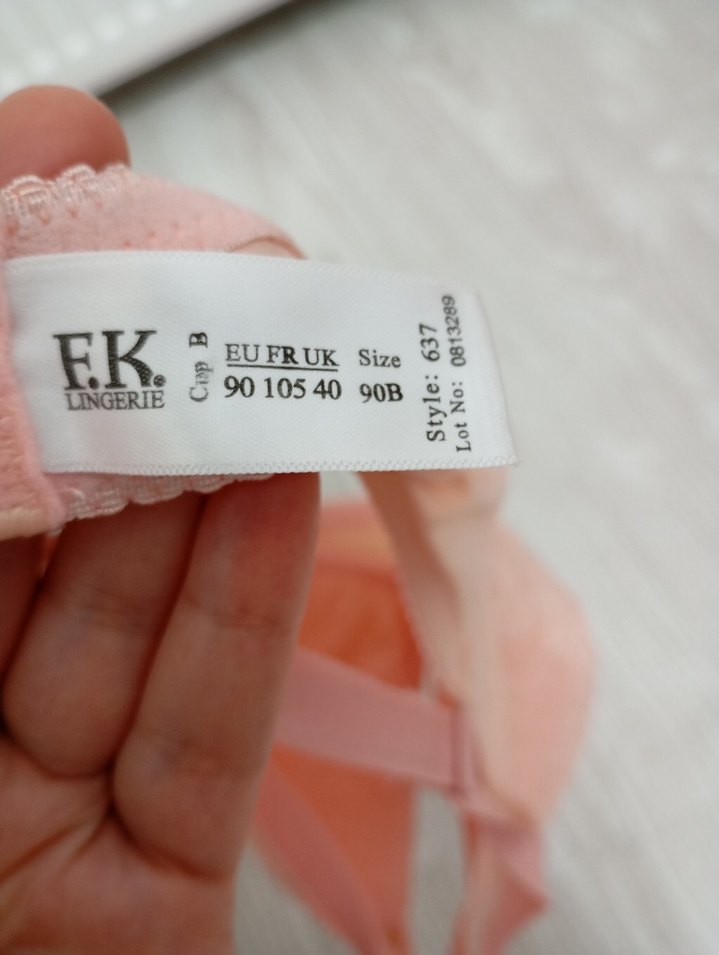 F.K.
LINGERIE
Cup B
EU FR UK
90 105 40
Size
90B
Style: 637
Lot No: 0813289